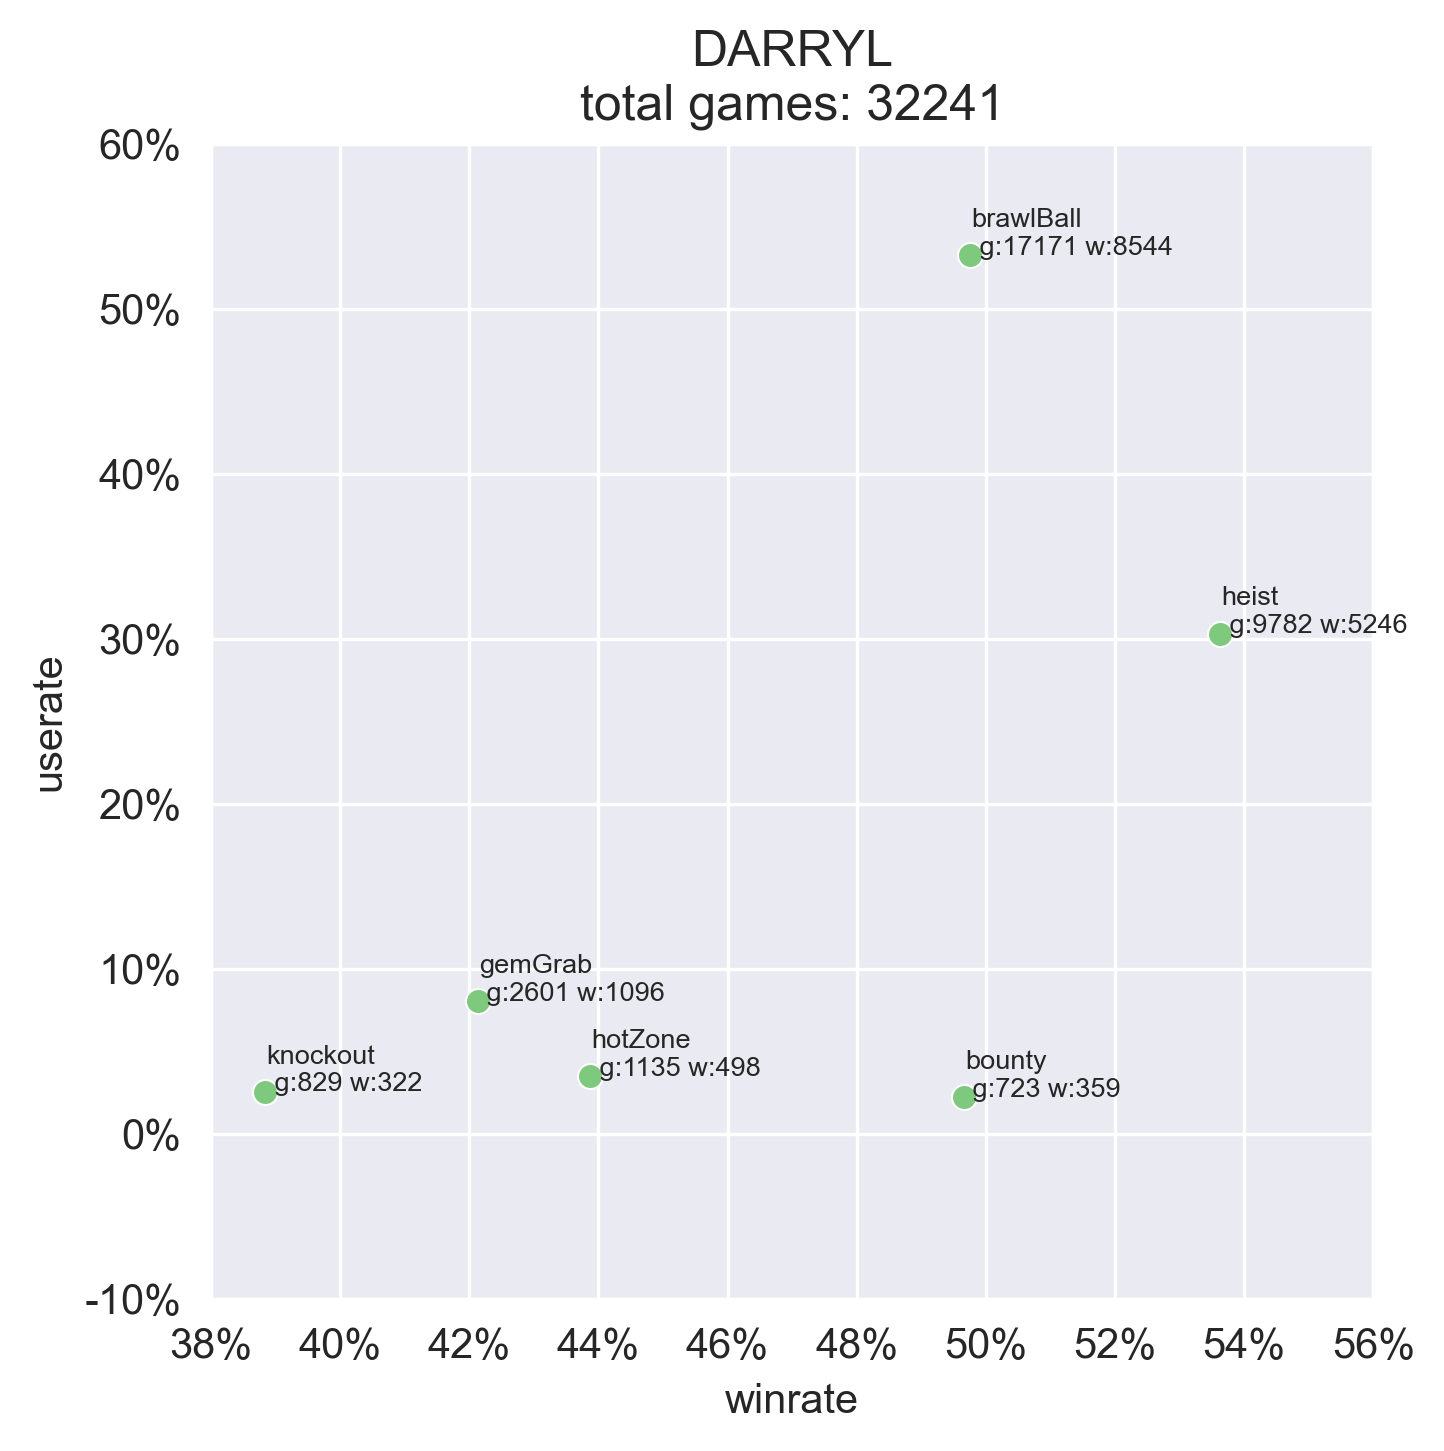 DARRYL
total games: 32241
60%
50%
40%
30%
20%
10%
0%
-10%
userate
brawlBall
g:17171 w:8544
heist
g:9782 w:5246
gemGrab
g:2601 w:1096
hotZone
g:1135 w:498
knockout
g:829 w:322
bounty
g:723 w:359
38% 40% 42% 44% 46% 48% 50% 52% 54% 56%
winrate